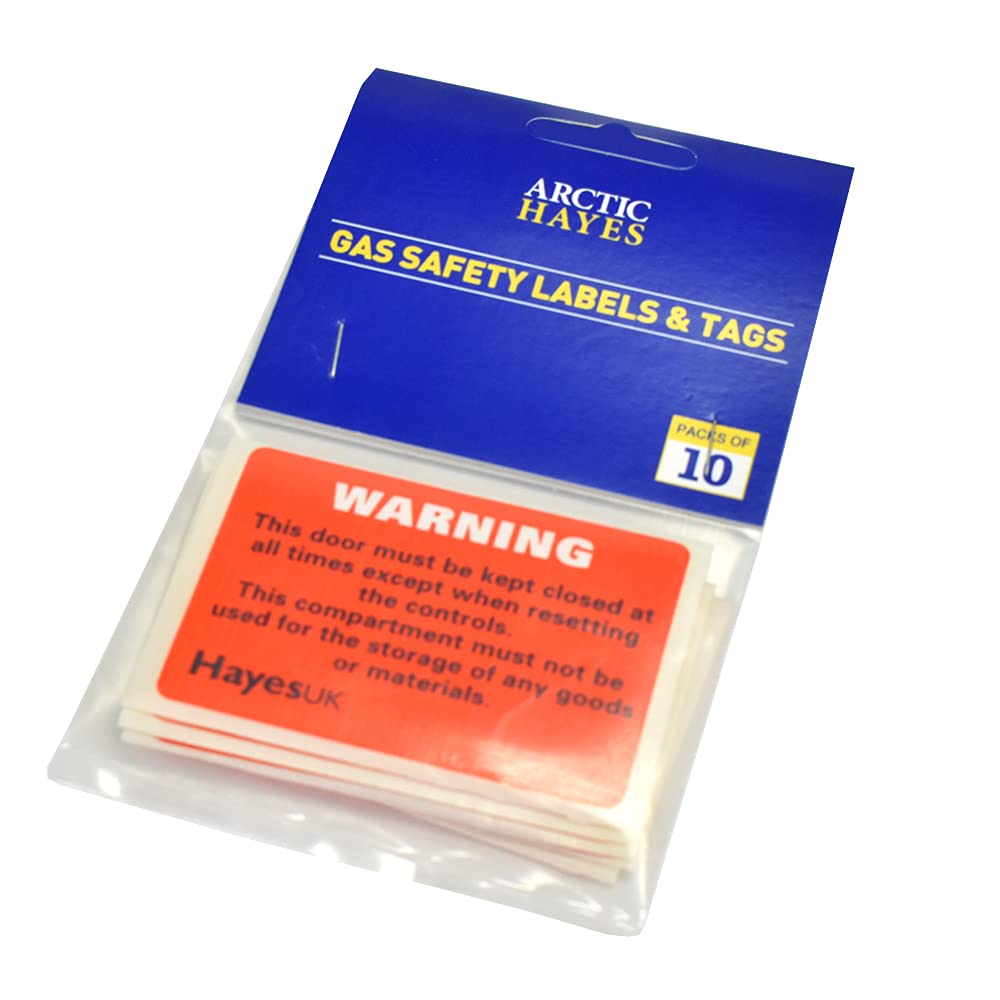 ARCTIC
HAYES
GAS SAFETY LABELS & TAGS
PACKS OF
10
WARNING
This door must be kept closed at
all times except when resetting
the controls.
This compartment must not be
used for the storage of any goods
or materials.
HayesUK